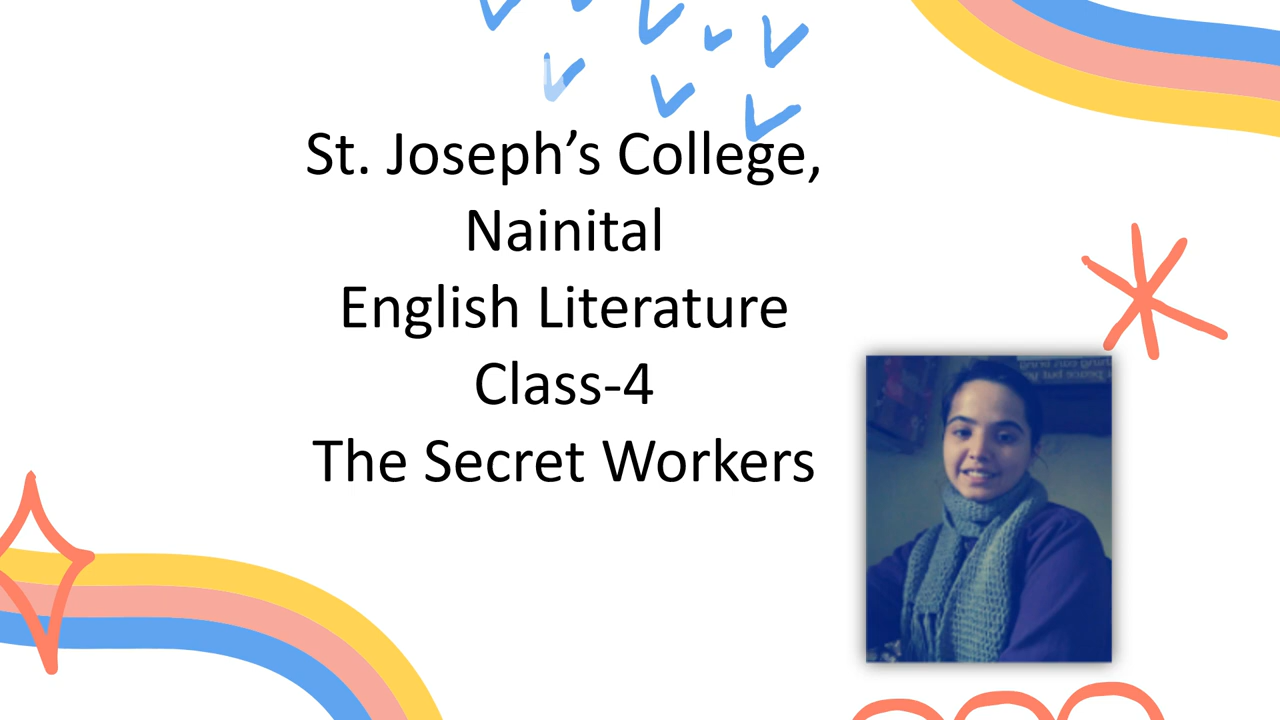 St. Joseph’s College,
Nainital
English Literature
Class-4
The Secret Workers